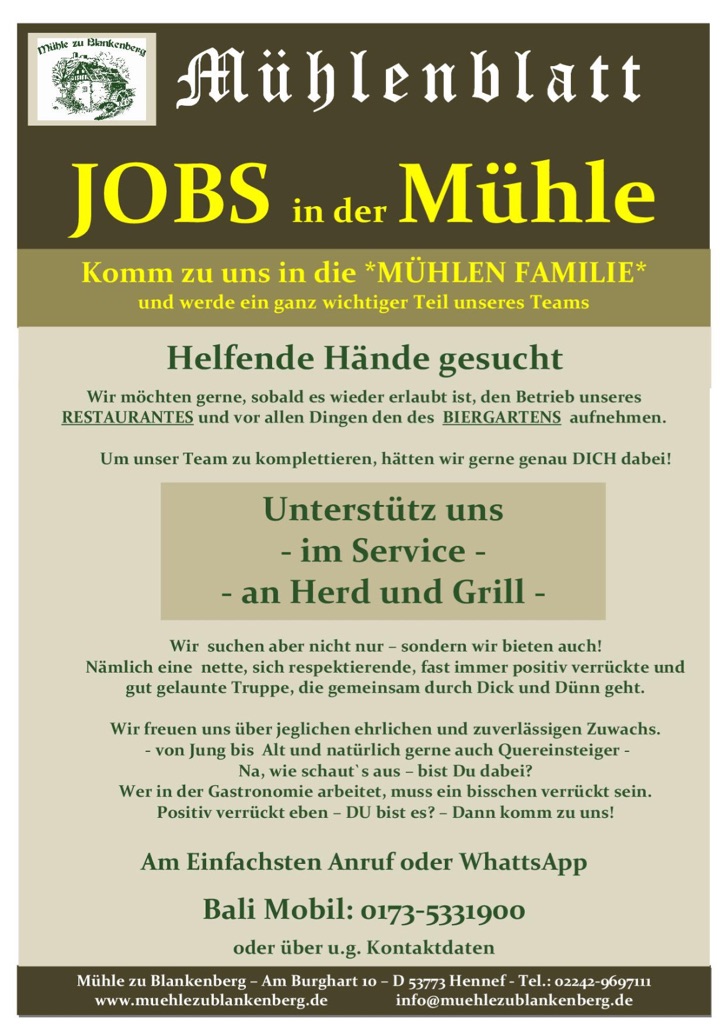 Mühle zu Blankenberg
Mühlenblatt
JOBS in der Mühle
Komm zu uns in die *MÜHLEN FAMILIE*
und werde ein ganz wichtiger Teil unseres Teams
Helfende Hände gesucht
Wir möchten gerne, sobald es wieder erlaubt ist, den Betrieb unseres
RESTAURANTES und vor allen Dingen den des BIERGARTENS aufnehmen.
Um unser Team zu komplettieren, hätten wir gerne genau DICH dabei!
Unterstütz uns
- im Service -
- an Herd und Grill -
Wir suchen aber nicht nur – sondern wir bieten auch!
Nämlich eine nette, sich respektierende, fast immer positiv verrückte und
gut gelaunte Truppe, die gemeinsam durch Dick und Dünn geht.
Wir freuen uns über jeglichen ehrlichen und zuverlässigen Zuwachs.
- von Jung bis Alt und natürlich gerne auch Quereinsteiger -
Na, wie schaut`s aus – bist Du dabei?
Wer in der Gastronomie arbeitet, muss ein bisschen verrückt sein.
Positiv verrückt eben – DU bist es? – Dann komm zu uns!
Am Einfachsten Anruf oder WhattsApp
Bali Mobil: 0173-5331900
oder über u.g. Kontaktdaten
Mühle zu Blankenberg – Am Burghart 10 – D 53773 Hennef - Tel.: 02242-9697111
www.muehlezublankenberg.de info@muehlezublankenberg.de